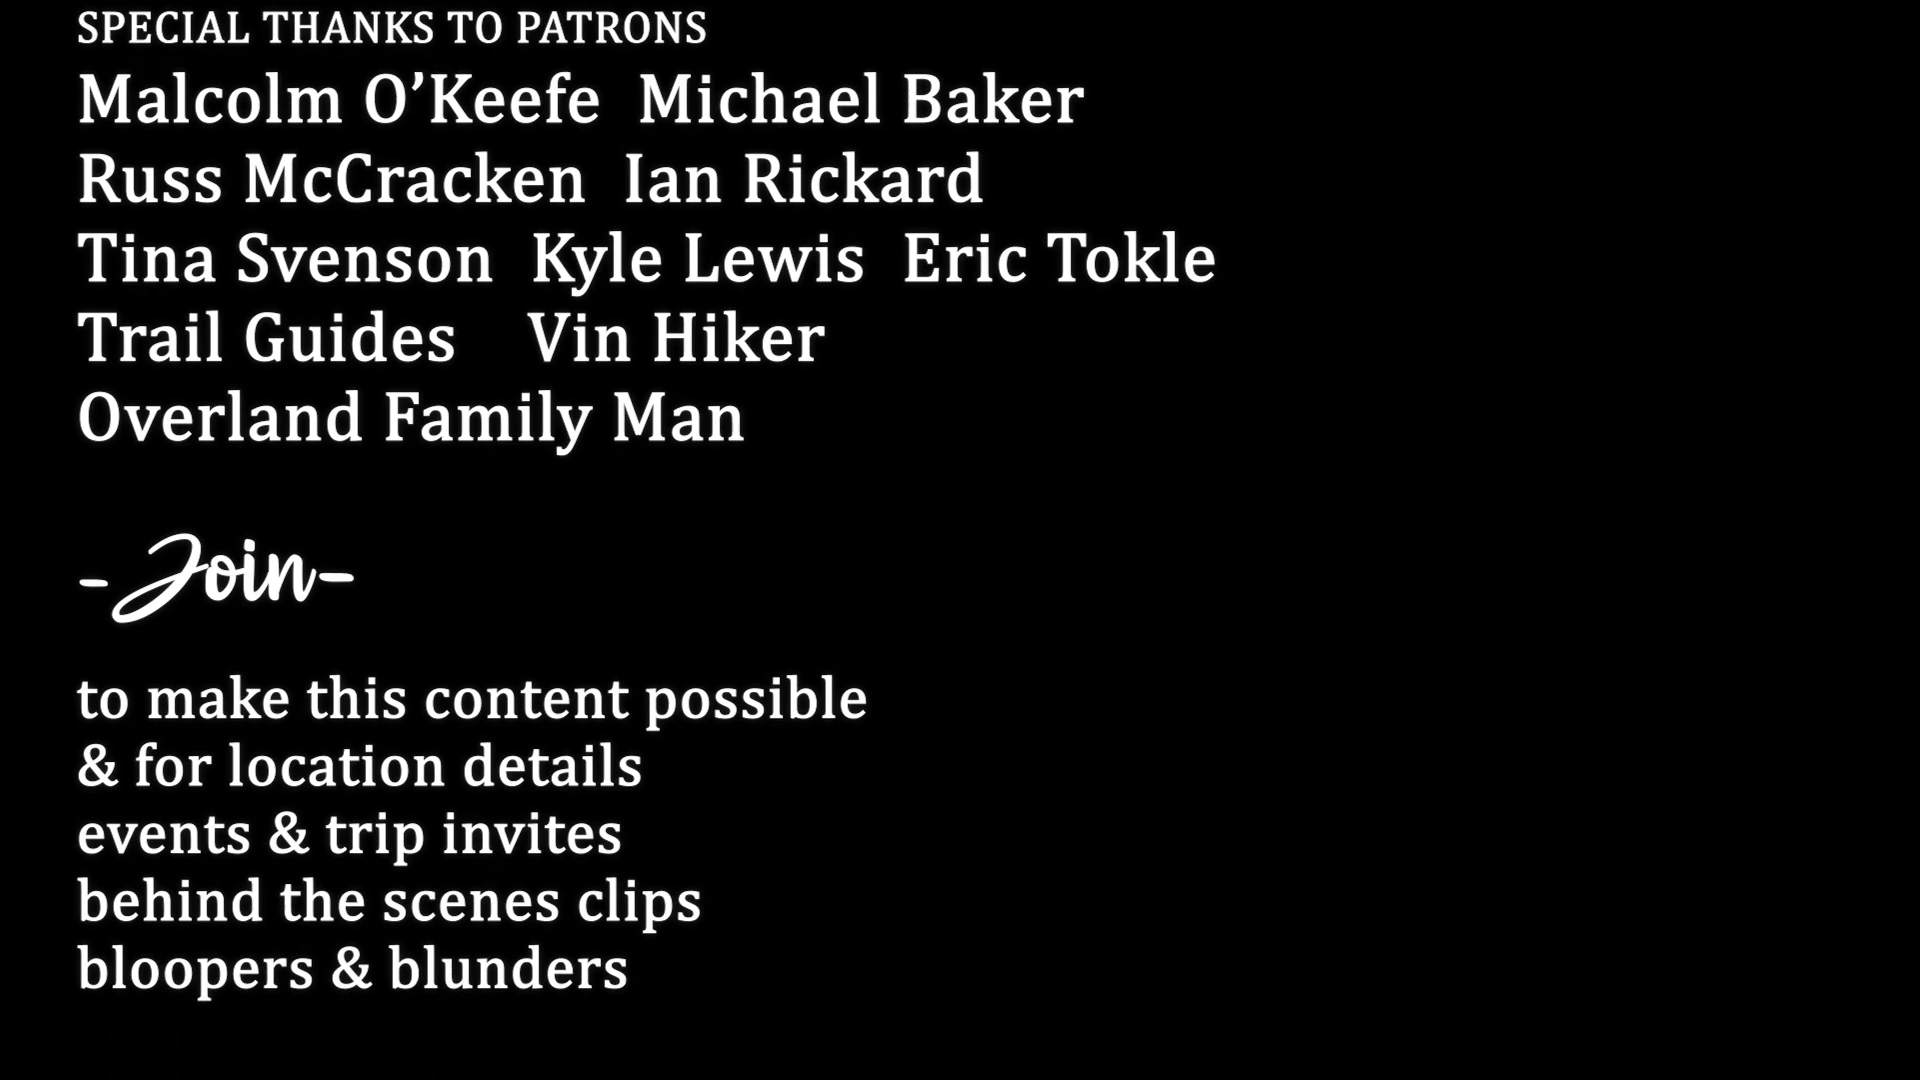 SPECIAL THANKS TO PATRONS
Malcolm O’Keefe  Michael Baker
Russ McCracken  Ian Rickard
Tina Svenson  Kyle Lewis  Eric Tokle
Trail Guides    Vin Hiker
Overland Family Man
-Join-
to make this content possible
& for location details
events & trip invites
behind the scenes clips
bloopers & blunders